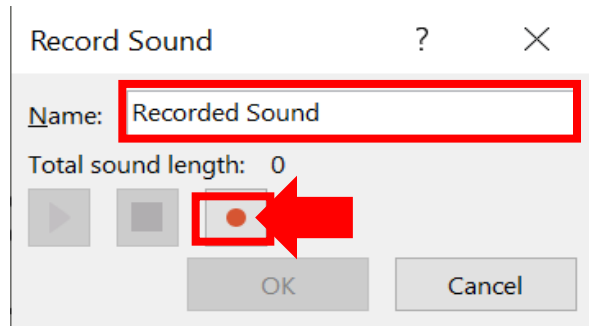 Record Sound ? ×
Name: Recorded Sound
Total sound length: 0
OK Cancel